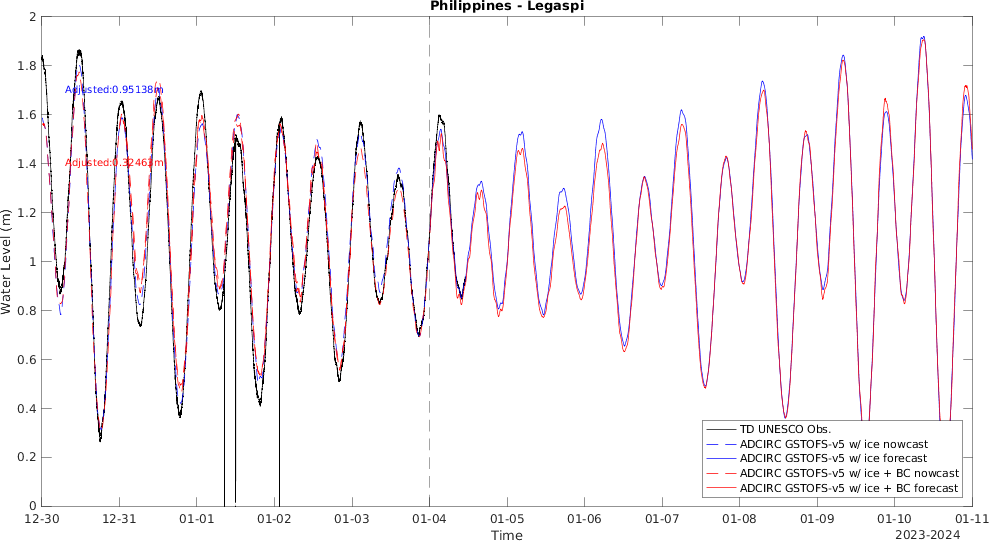 Philippines - Legaspi
2
1.8
1.6
1.4
1.2
1
0.8
0.6
0.4
0.2
0
Water Level (m)
Adjusted:0.95138m
Adjusted:0.32463m
12-30
12-31
01-01
01-02
01-03
01-04
01-05
01-06
01-07
01-08
01-09
01-10
01-11
Time
2023-2024
TD UNESCO Obs.
ADCIRC GSTOFS-v5 w/ ice nowcast
ADCIRC GSTOFS-v5 w/ ice forecast
ADCIRC GSTOFS-v5 w/ ice + BC nowcast
ADCIRC GSTOFS-v5 w/ ice + BC forecast